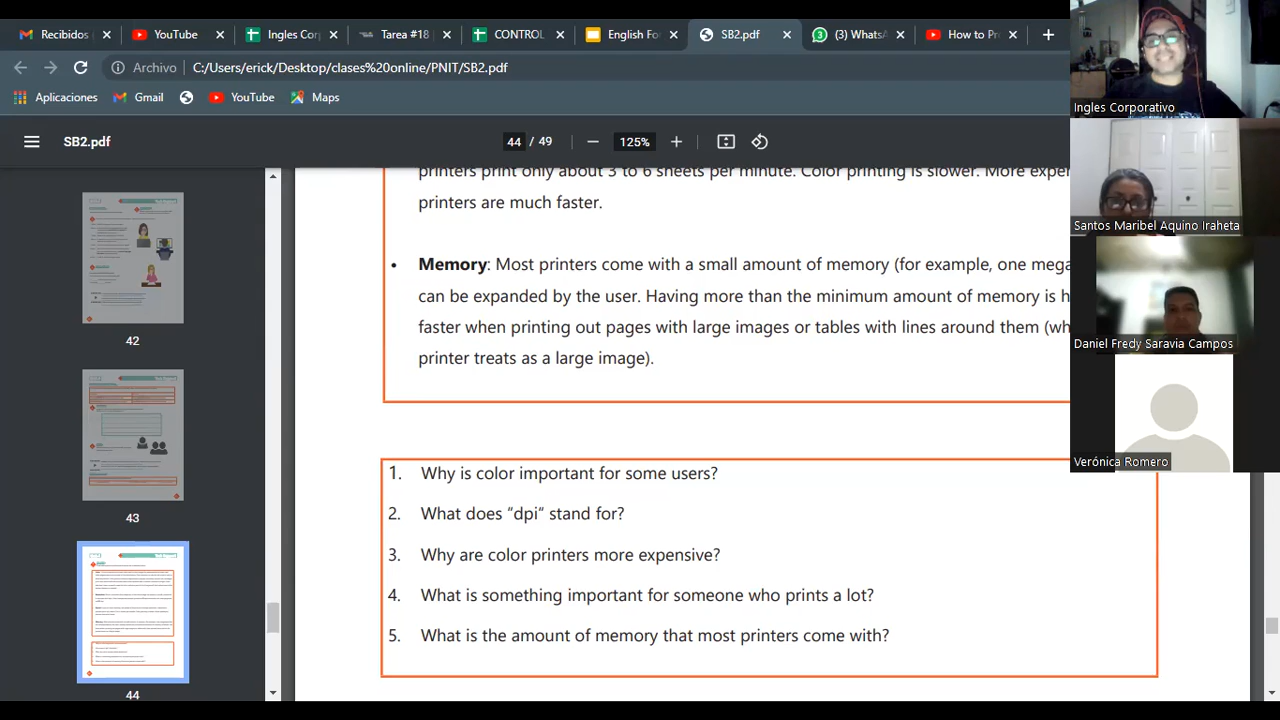 Recibidos (
YouTube
Ingles Corp
Tarea #18
CONTROL
English Fo
SB2.pdf
(3) WhatsA
How to Pr
Archivo
C:/Users/erick/Desktop/clases%20online/PNIT/SB2.pdf
Aplicaciones
Gmail
YouTube
Maps
Ingles Corporativo
SB2.pdf
44 / 49
125%
printers print only about 3 to 6 sheets per minute. Color printing is slower. More expen
printers are much faster.
Santos Maribel Aquino Iraheta
• Memory: Most printers come with a small amount of memory (for example, one mega
can be expanded by the user. Having more than the minimum amount of memory is h
faster when printing out pages with large images or tables with lines around them (wh
printer treats as a large image).
Daniel Fredy Saravia Campos
Verónica Romero
1. Why is color important for some users?
2. What does “dpi“ stand for?
3. Why are color printers more expensive?
4. What is something important for someone who prints a lot?
5. What is the amount of memory that most printers come with?
42
43
44